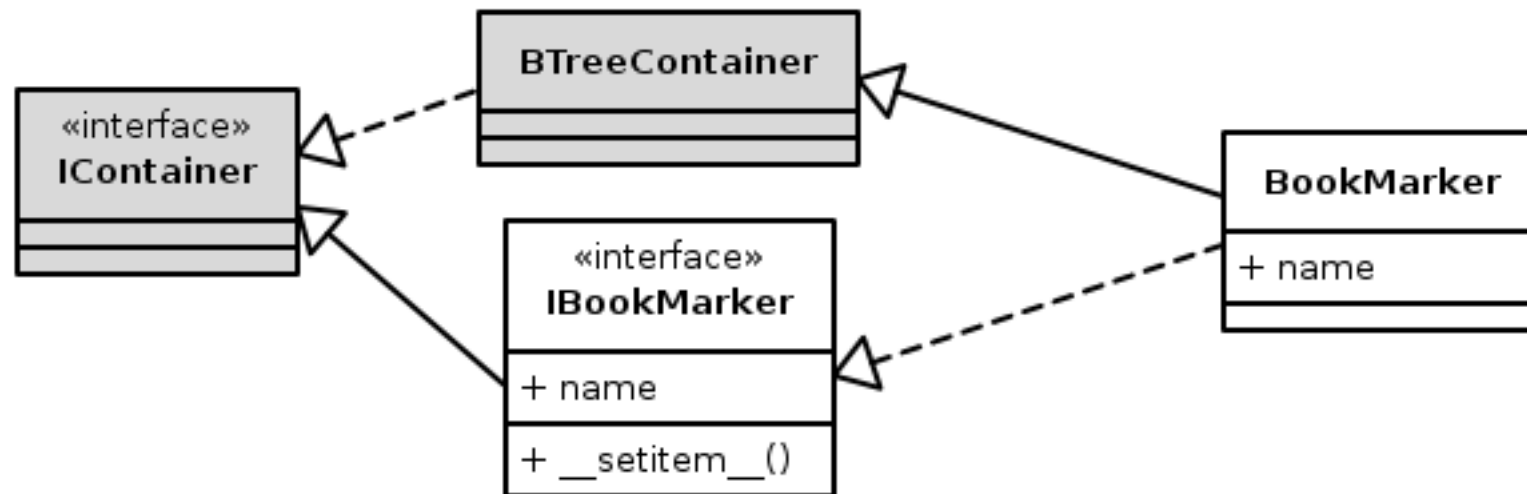 «interface»
IContainer
BTreeContainer
«interface»
IBookMarker
+ name
+ __setitem__()
BookMarker
+ name